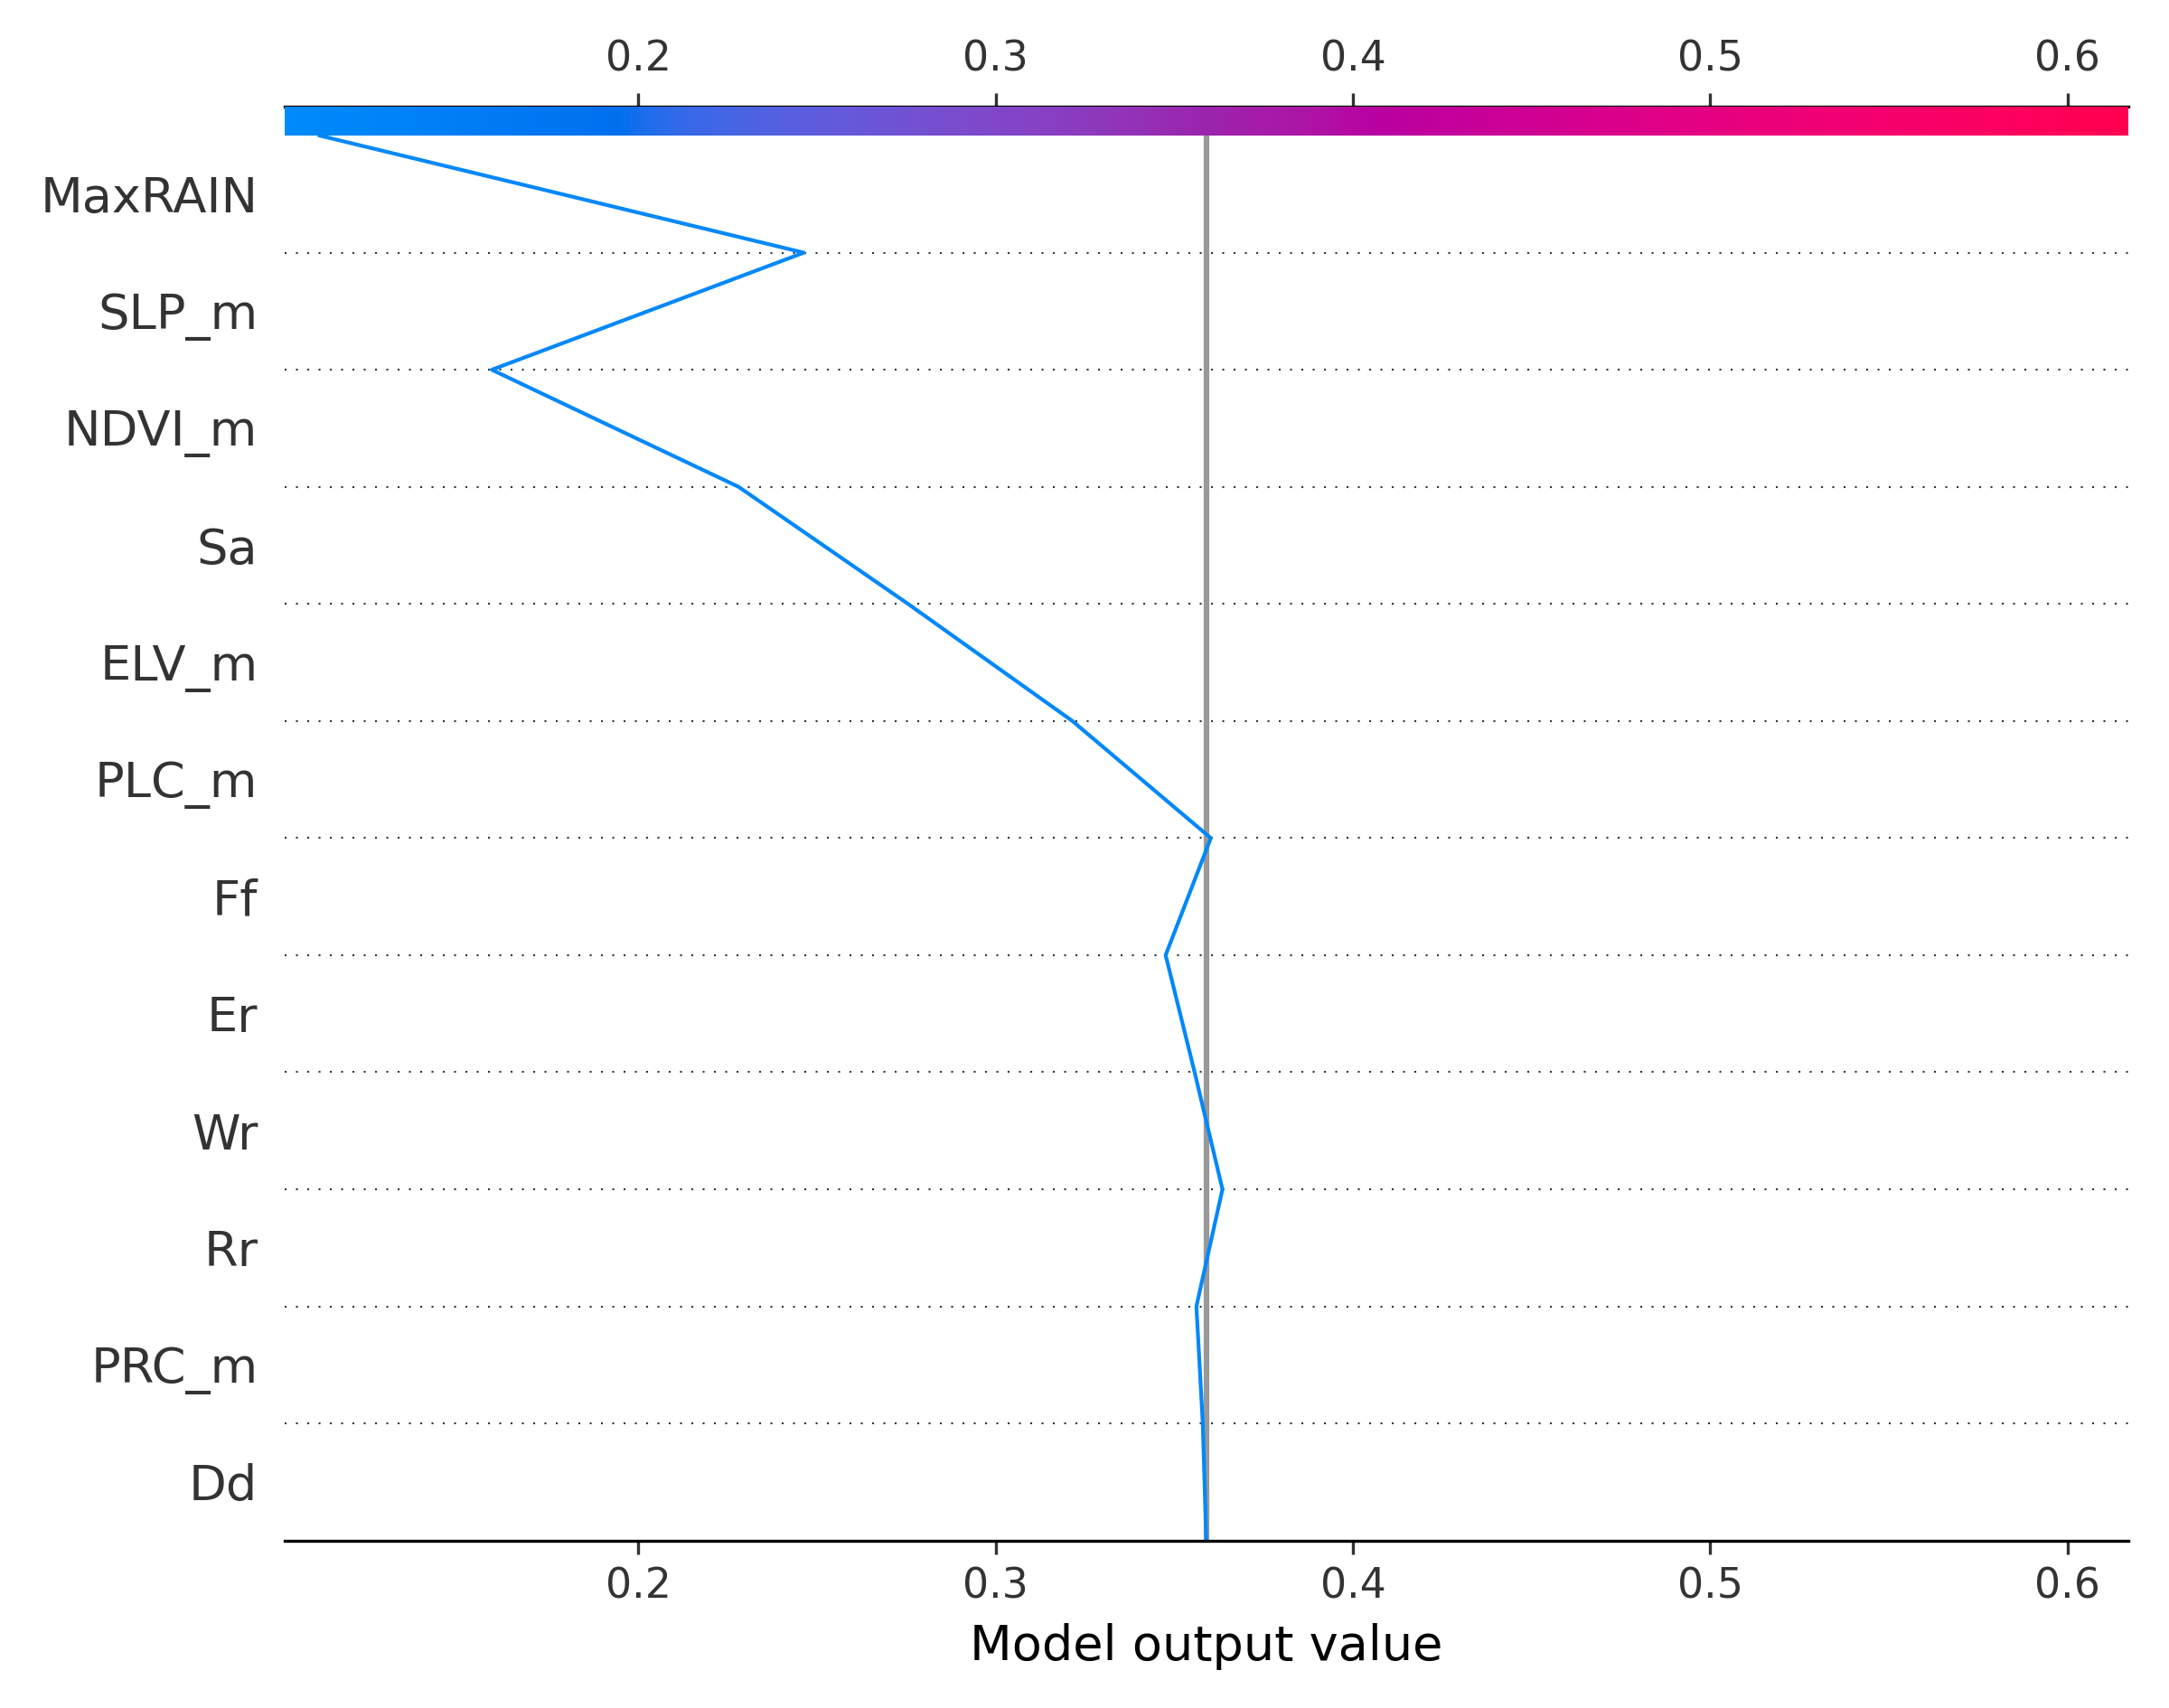 0.2 0.3 0.4 0.5 0.6
MaxRAIN
SLP_m
NDVI_m
Sa
ELV_m
PLC_m
Ff
Er
Wr
Rr
PRC_m
Dd
0.2 0.3 0.4 0.5 0.6
Model output value